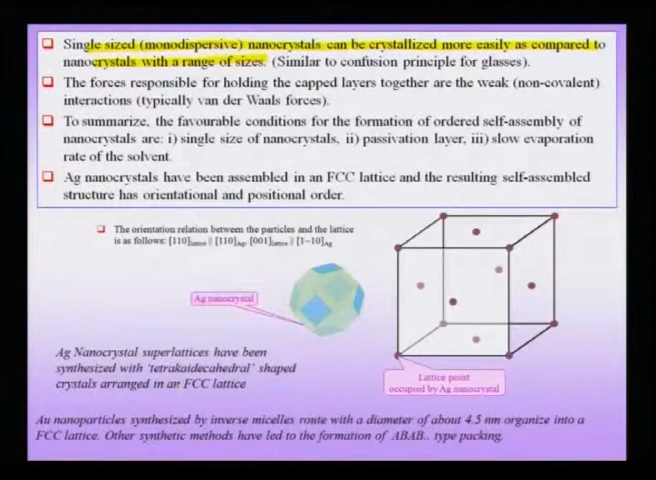 Single sized (monodispersive) nanocrystals can be crystallized more easily as compared to
nanocrystals with a range of sizes. (Similar to confusion principle for glasses).
The forces responsible for holding the capped layers together are the weak (non-covalent)
interactions (typically van der Waals forces).
To summarize, the favourable conditions for the formation of ordered self-assembly of
nanocrystals are: i) single size of nanocrystals, ii) passivation layer, iii) slow evaporation
rate of the solvent.
Ag nanocrystals have been assembled in an FCC lattice and the resulting self-assembled
structure has orientational and positional order.
The orientation relation between the particles and the lattice
is as follows: [110]lattice || [110]Ag, [001]lattice || [1−10]Ag
Ag nanocrystal
Ag Nanocrystal superlattices have been
synthesized with 'tetrakaidecahedral' shaped
crystals arranged in an FCC lattice
Lattice point
occupied by Ag nanocrystal
Au nanoparticles synthesized by inverse micelles route with a diameter of about 4.5 nm organize into a
FCC lattice. Other synthetic methods have led to the formation of ABAB.. type packing.